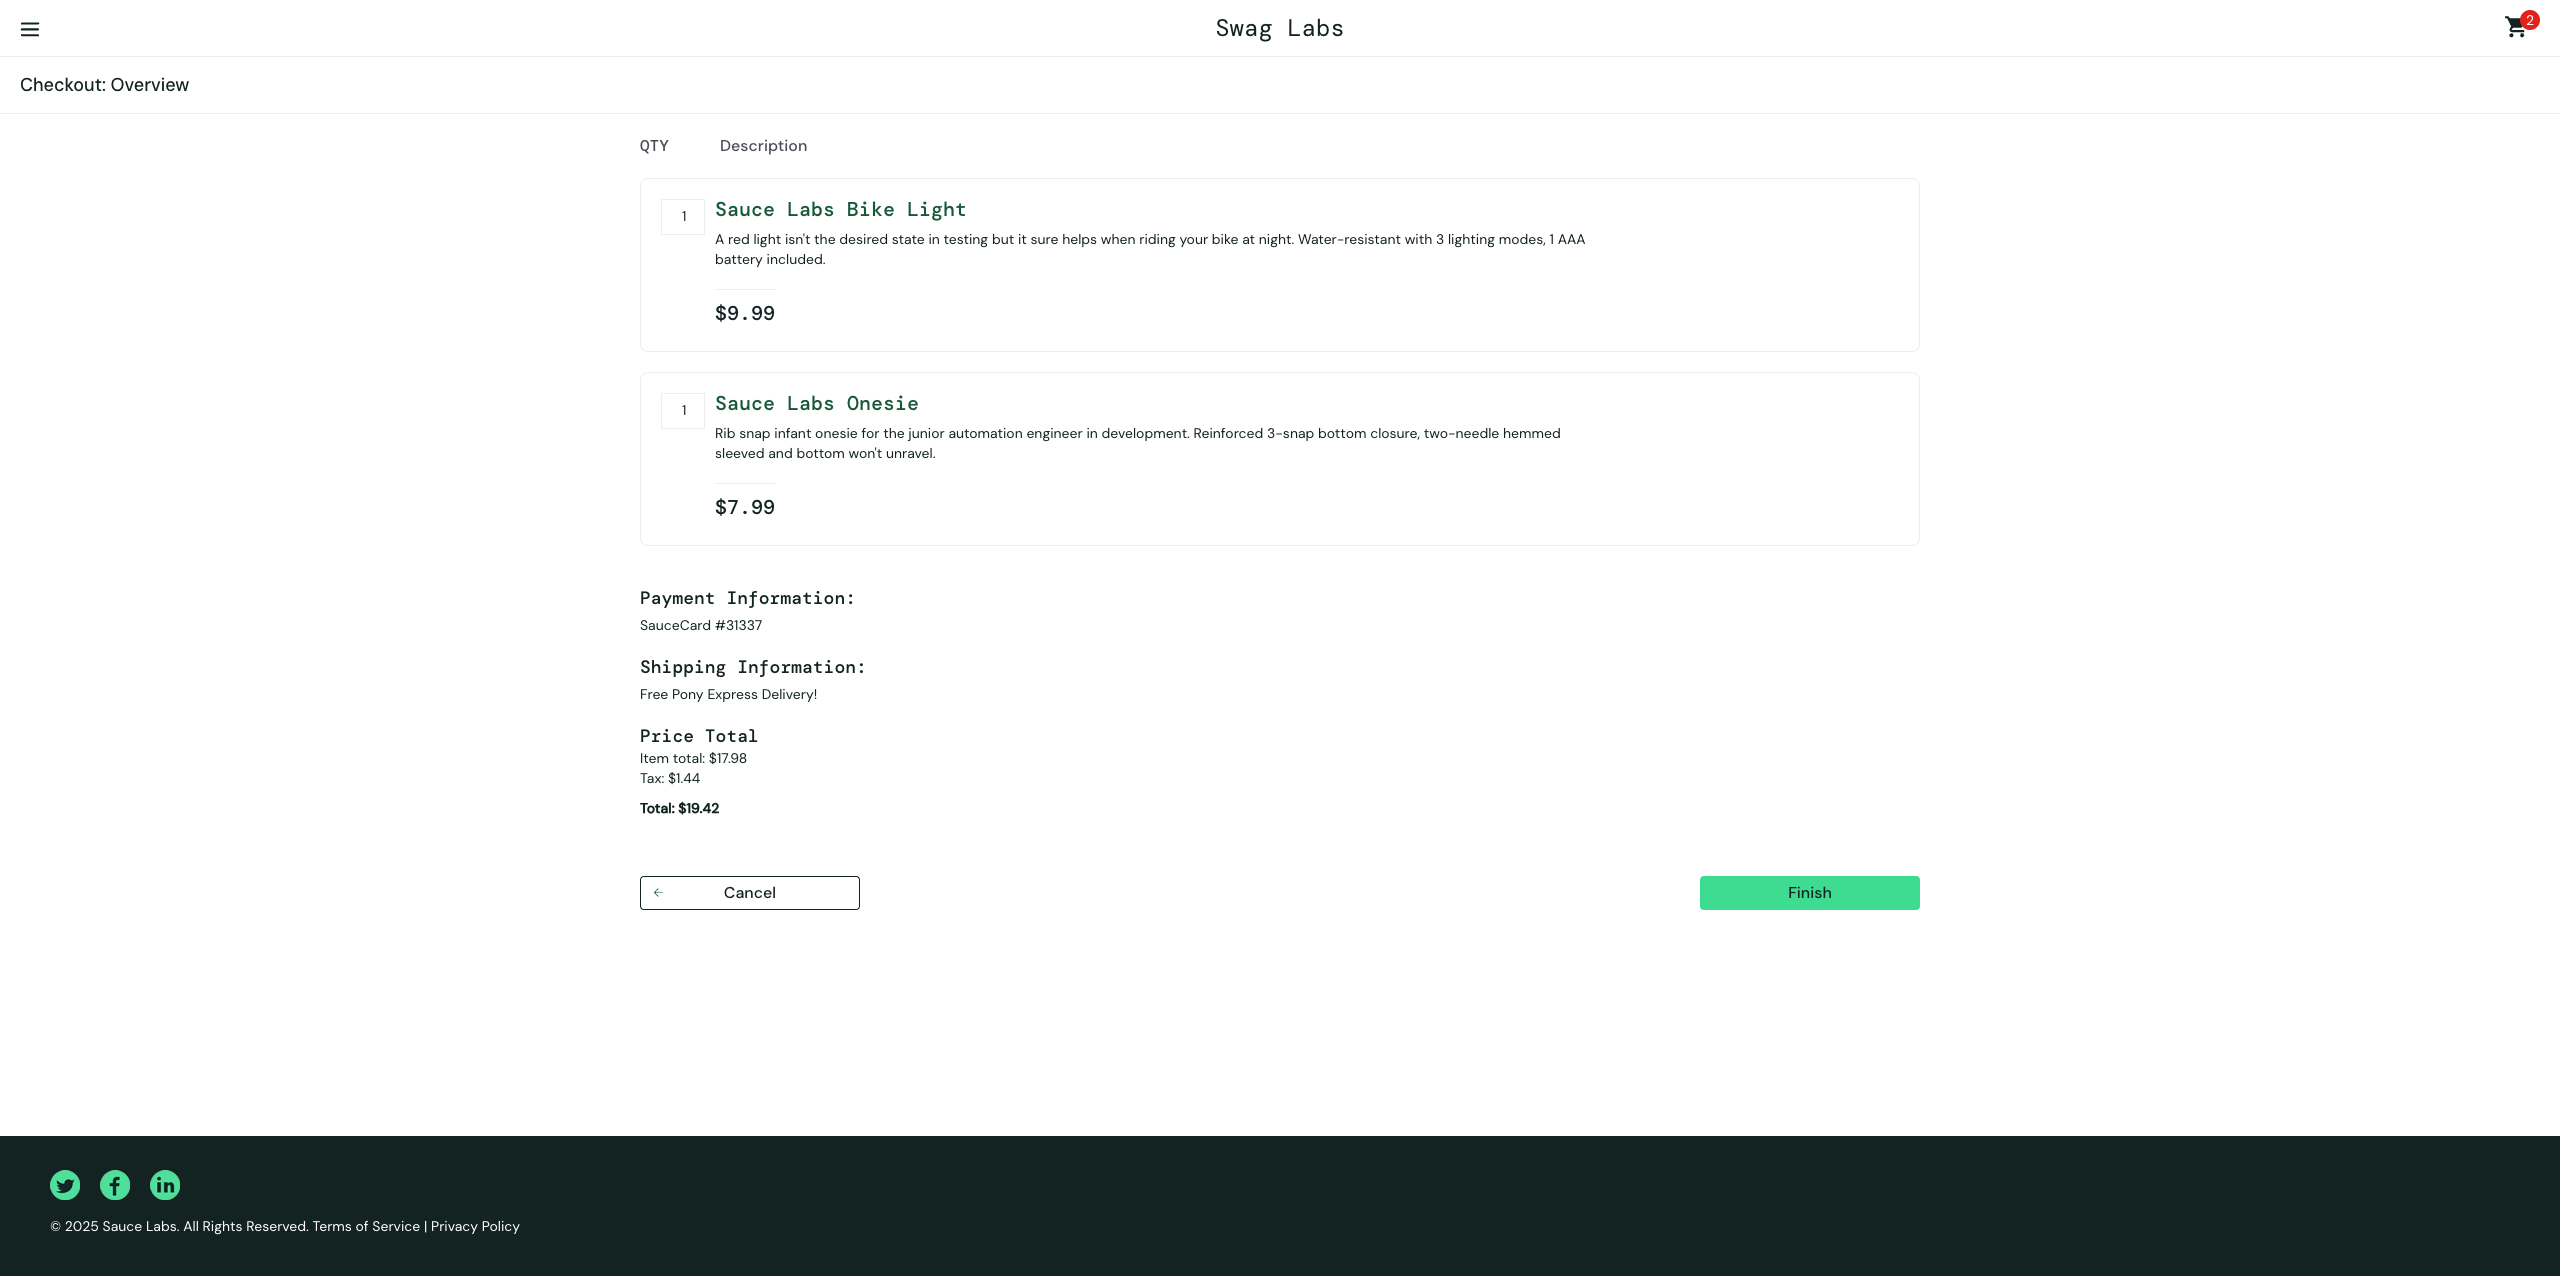 Swag Labs
2
Checkout: Overview
QTY Description
1
Sauce Labs Bike Light
A red light isn't the desired state in testing but it sure helps when riding your bike at night. Water-resistant with 3 lighting modes, 1 AAA
battery included.
$9.99
1
Sauce Labs Onesie
Rib snap infant onesie for the junior automation engineer in development. Reinforced 3-snap bottom closure, two-needle hemmed
sleeved and bottom won't unravel.
$7.99
Payment Information:
SauceCard #31337
Shipping Information:
Free Pony Express Delivery!
Price Total
Item total: $17.98
Tax: $1.44
Total: $19.42
Cancel
Finish
© 2025 Sauce Labs. All Rights Reserved. Terms of Service | Privacy Policy